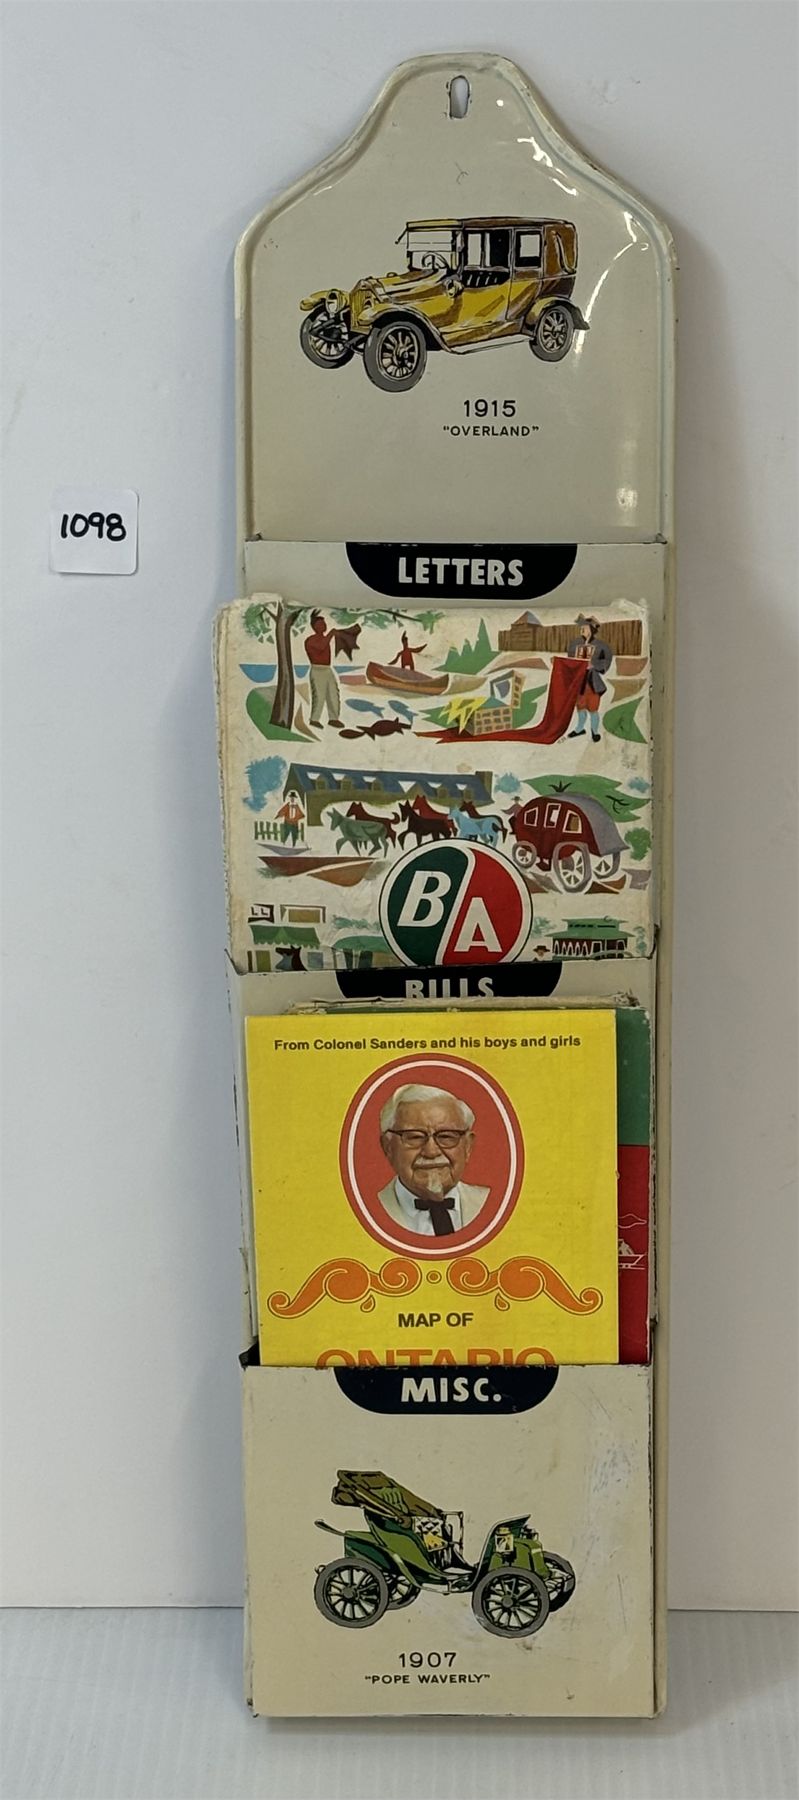 1915
"OVERLAND"
1098
LETTERS
BA
BILLS
From Colonel Sanders and his boys and girls
MAP OF
ONTARIO
MISC.
1907
"POPE WAVERLY"